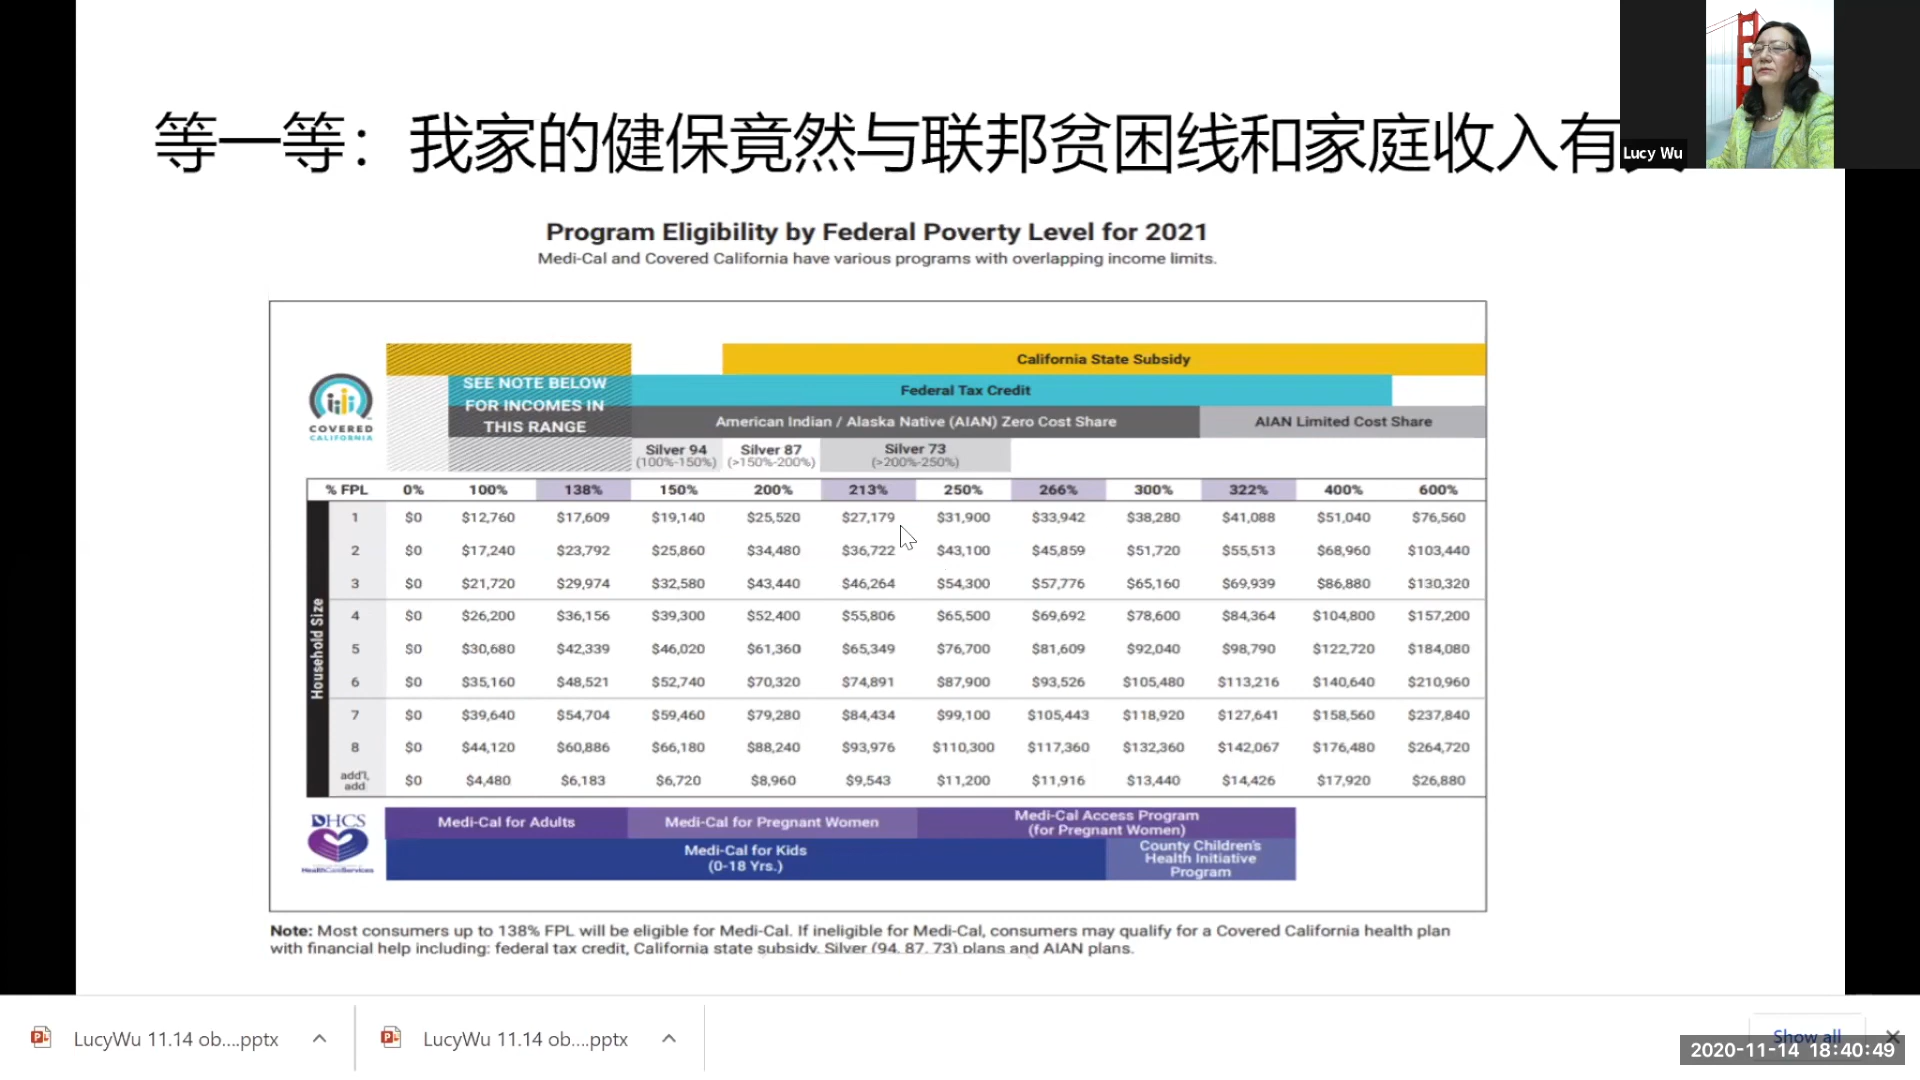 等一等：我家的健保竟然与联邦贫困线和家庭收入有
Lucy Wu
Program Eligibility by Federal Poverty Level for 2021
Medi-Cal and Covered California have various programs with overlapping income limits.
California State Subsidy
SEE NOTE BELOW
FOR INCOMES IN
THIS RANGE
Federal Tax Credit
American Indian / Alaska Native (AIAN) Zero Cost Share
AIAN Limited Cost Share
COVERED
CALIFORNIA
Silver 94
(100%-150%)
Silver 87
(>150%-200%)
Silver 73
(>200%-250%)
% FPL 0% 100% 138% 150% 200% 213% 250% 266% 300% 322% 400% 600%
Household Size
1 $0 $12,760 $17,609 $19,140 $25,520 $27,179 $31,900 $33,942 $38,280 $41,088 $51,040 $76,560
2 $0 $17,240 $23,792 $25,860 $34,480 $36,722 $43,100 $45,859 $51,720 $55,513 $68,960 $103,440
3 $0 $21,720 $29,974 $32,580 $43,440 $46,264 $54,300 $57,776 $65,160 $69,939 $86,880 $130,320
4 $0 $26,200 $36,156 $39,300 $52,400 $55,806 $65,500 $69,692 $78,600 $84,364 $104,800 $157,200
5 $0 $30,680 $42,339 $46,020 $61,360 $65,349 $76,700 $81,609 $92,040 $98,790 $122,720 $184,080
6 $0 $35,160 $48,521 $52,740 $70,320 $74,891 $87,900 $93,526 $105,480 $113,216 $140,640 $210,960
7 $0 $39,640 $54,704 $59,460 $79,280 $84,434 $99,100 $105,443 $118,920 $127,641 $158,560 $237,840
8 $0 $44,120 $60,886 $66,180 $88,240 $93,976 $110,300 $117,360 $132,360 $142,067 $176,480 $264,720
add'l, add $0 $4,480 $6,183 $6,720 $8,960 $9,543 $11,200 $11,916 $13,440 $14,426 $17,920 $26,880
DHCS
HealthCareServices
Medi-Cal for Adults
Medi-Cal for Pregnant Women
Medi-Cal Access Program
(for Pregnant Women)
Medi-Cal for Kids
(0-18 Yrs.)
County Children's
Health Initiative
Program
Note: Most consumers up to 138% FPL will be eligible for Medi-Cal. If ineligible for Medi-Cal, consumers may qualify for a Covered California health plan
with financial help including: federal tax credit, California state subsidy, Silver (94, 87, 73) plans and AIAN plans.
LucyWu 11.14 ob....pptx
LucyWu 11.14 ob....pptx
Show all
2020-11-14 18:40:49